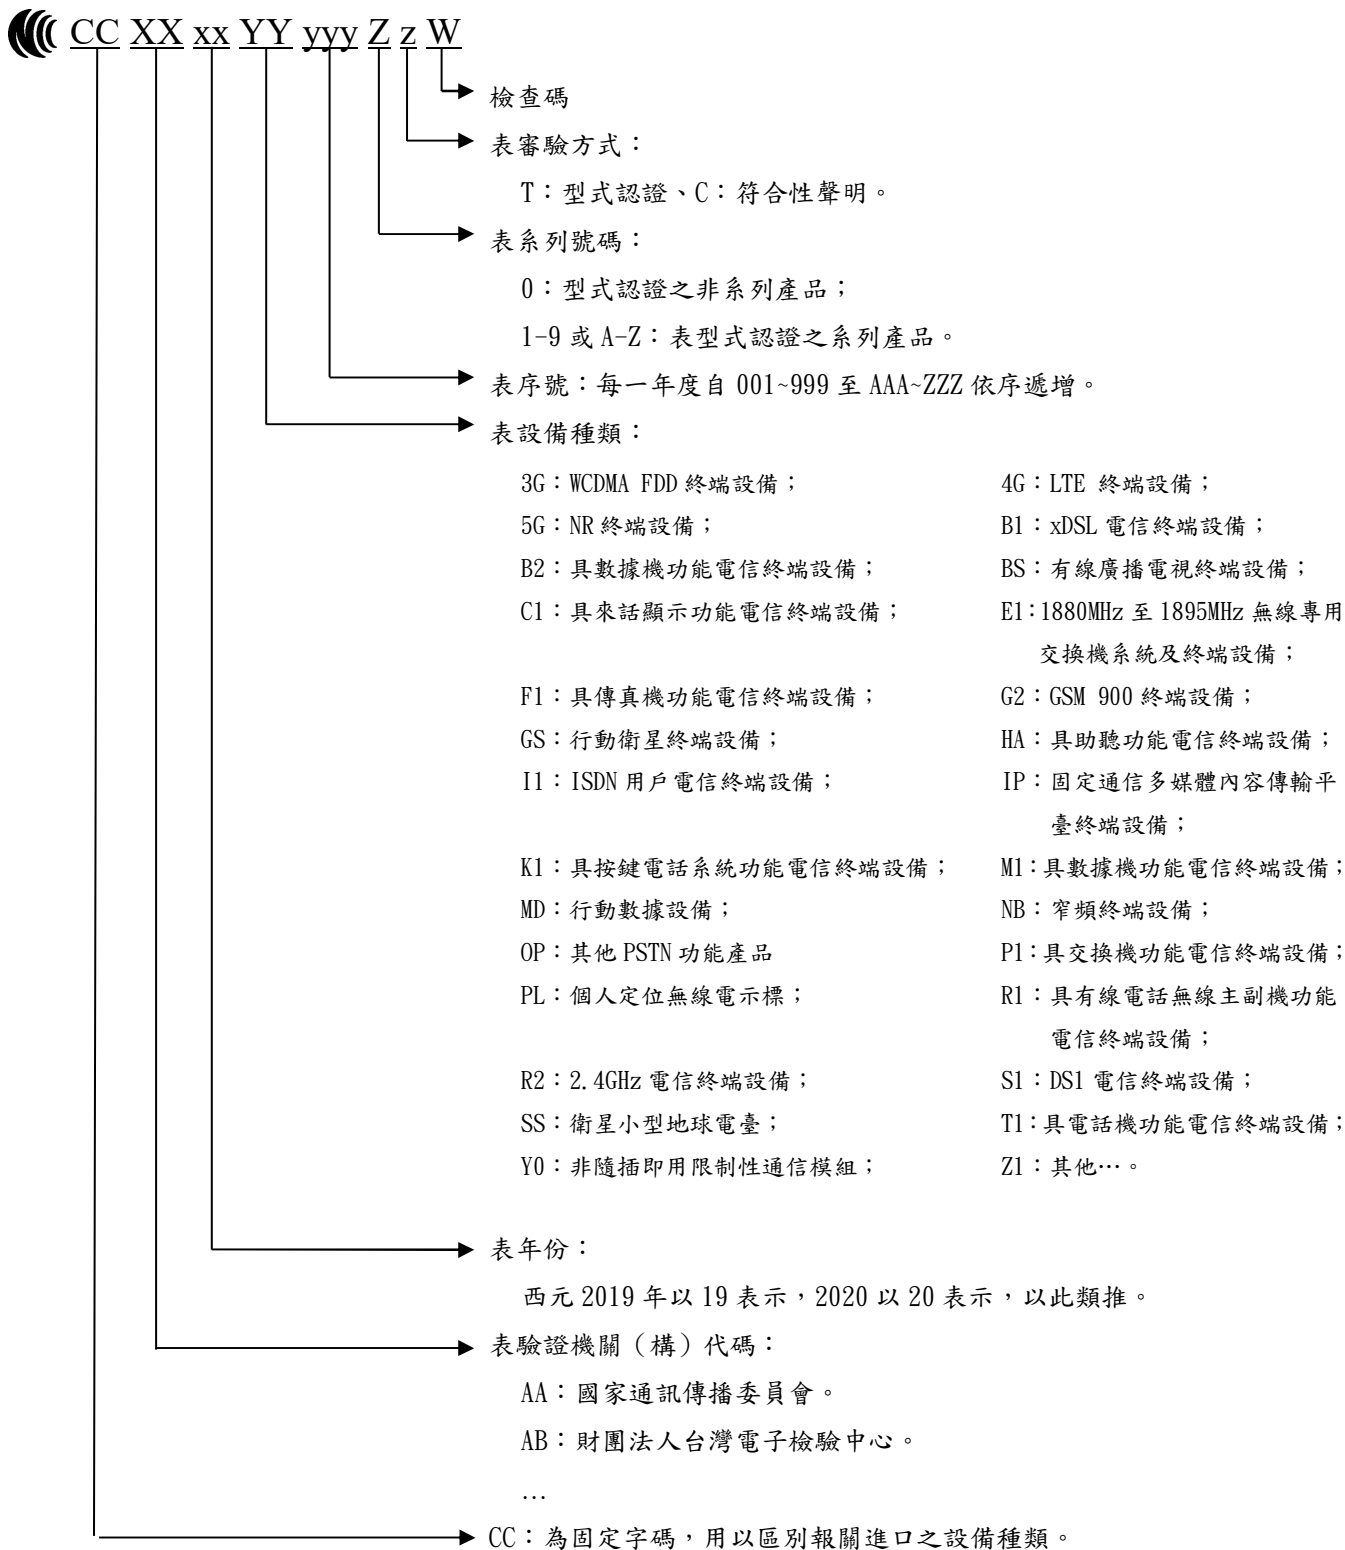 CC XX xx YY yyy Z z W
檢查碼
表審驗方式：
T：型式認證、C：符合性聲明。
表系列號碼：
0：型式認證之非系列產品；
1-9 或 A-Z：表型式認證之系列產品。
表序號：每一年度自 001~999 至 AAA~ZZZ 依序遞增。
表設備種類：
3G：WCDMA FDD 終端設備；
4G：LTE 終端設備；
5G：NR 終端設備；
B1：xDSL 電信終端設備；
B2：具數據機功能電信終端設備；
BS：有線廣播電視終端設備；
C1：具來話顯示功能電信終端設備；
E1：1880MHz 至 1895MHz 無線專用
交換機系統及終端設備；
F1：具傳真機功能電信終端設備；
G2：GSM 900 終端設備；
GS：行動衛星終端設備；
HA：具助聽功能電信終端設備；
I1：ISDN 用戶電信終端設備；
IP：固定通信多媒體內容傳輸平
臺終端設備；
K1：具按鍵電話系統功能電信終端設備；
M1：具數據機功能電信終端設備；
MD：行動數據設備；
NB：窄頻終端設備；
OP：其他 PSTN 功能產品
P1：具交換機功能電信終端設備；
PL：個人定位無線電示標；
R1：具有線電話無線主副機功能
電信終端設備；
R2：2.4GHz 電信終端設備；
S1：DS1 電信終端設備；
SS：衛星小型地球電臺；
T1：具電話機功能電信終端設備；
Y0：非隨插即用限制性通信模組；
Z1：其他…。
表年份：
西元 2019 年以 19 表示，2020 以 20 表示，以此類推。
表驗證機關（構）代碼：
AA：國家通訊傳播委員會。
AB：財團法人台灣電子檢驗中心。
…
CC：為固定字碼，用以區別報關進口之設備種類。